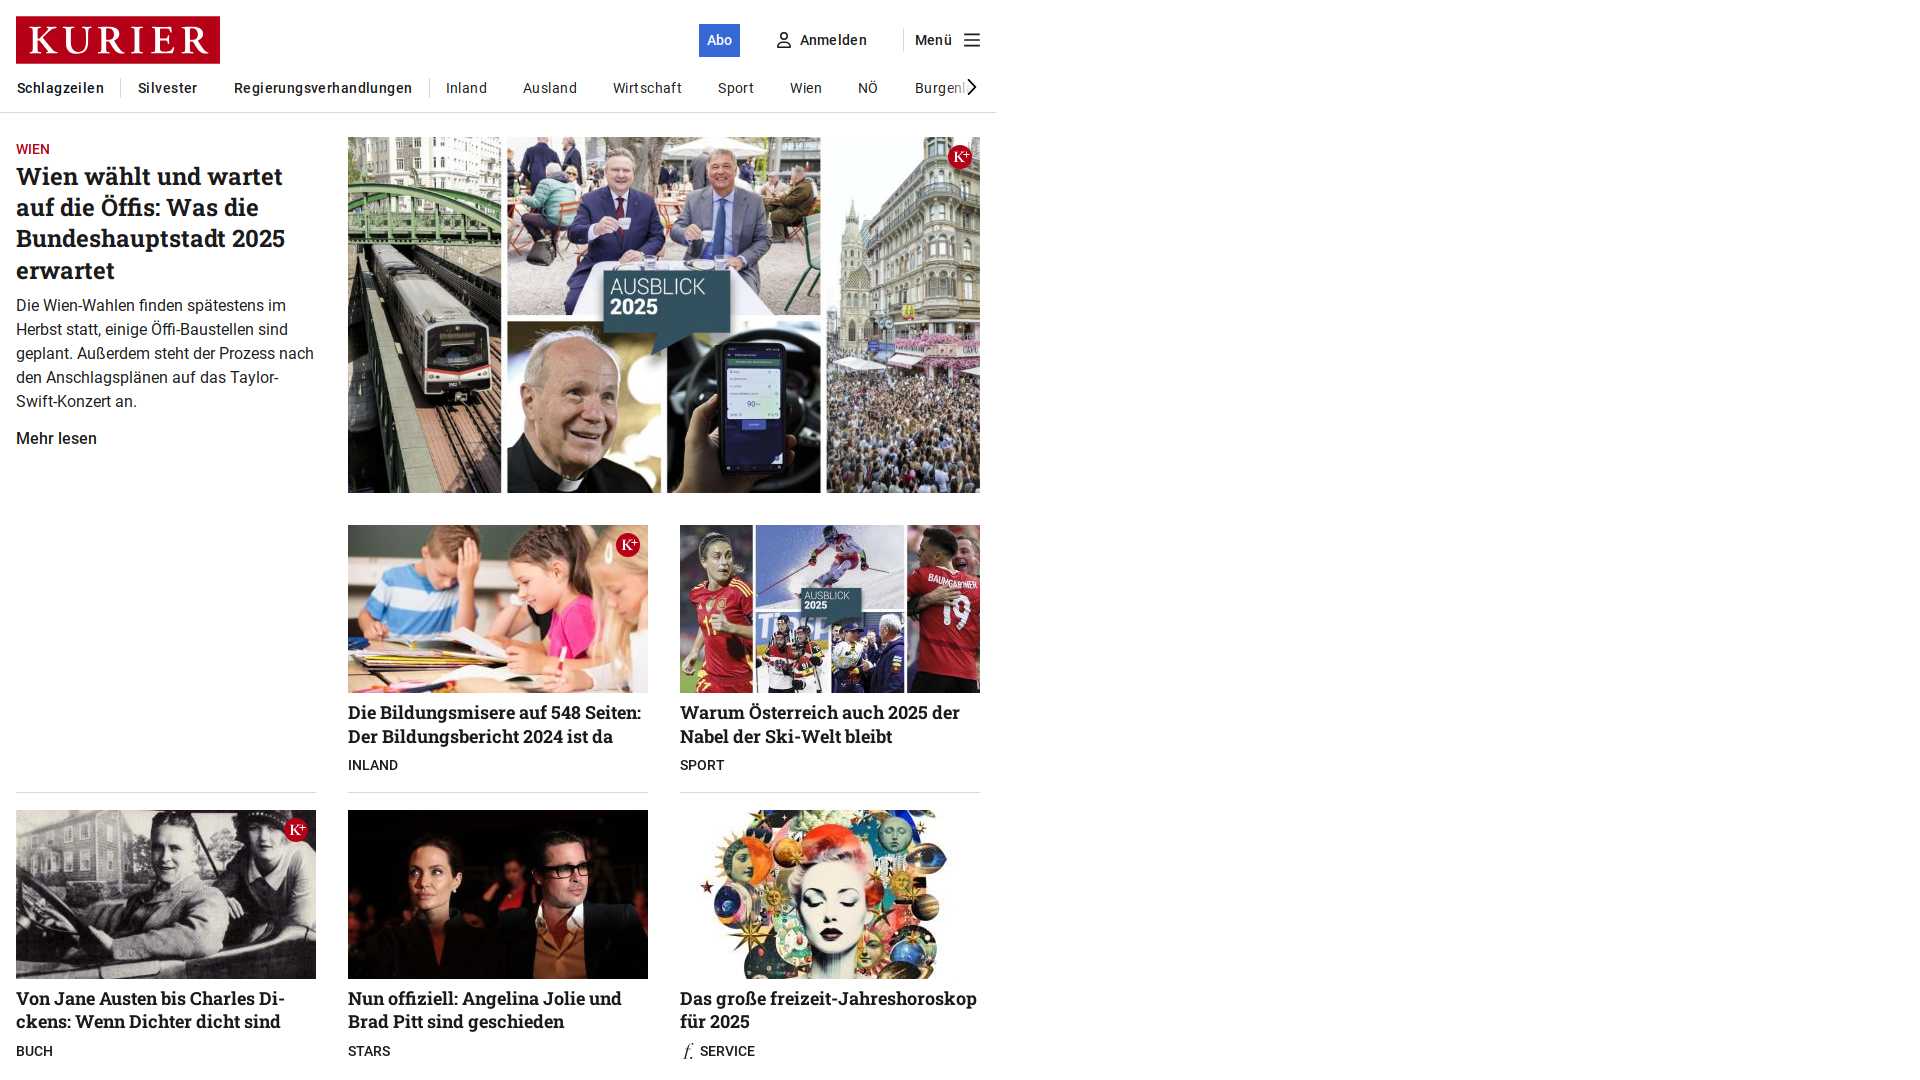 KURIER
Abo
Anmelden
Menü
Schlagzeilen
Silvester
Regierungsverhandlungen
Inland
Ausland
Wirtschaft
Sport
Wien
NÖ
WIEN
Wien wählt und wartet
auf die Öffis: Was die
Bundeshauptstadt 2025
erwartet
Die Wien-Wahlen finden spätestens im
Herbst statt, einige Öffi-Baustellen sind
geplant. Außerdem steht der Prozess nach
den Anschlagsplänen auf das Taylor-
Swift-Konzert an.
Mehr lesen
K+
AUSBLICK
2025
K+
AUSBLICK
2025
11
BAUMGARTNER
19
Die Bildungsmisere auf 548 Seiten:
Der Bildungsbericht 2024 ist da
INLAND
Warum Österreich auch 2025 der
Nabel der Ski-Welt bleibt
SPORT
K+
Von Jane Austen bis Charles Di-
ckens: Wenn Dichter dicht sind
BUCH
Nun offiziell: Angelina Jolie und
Brad Pitt sind geschieden
STARS
Das große freizeit-Jahreshoroskop
für 2025
f. SERVICE